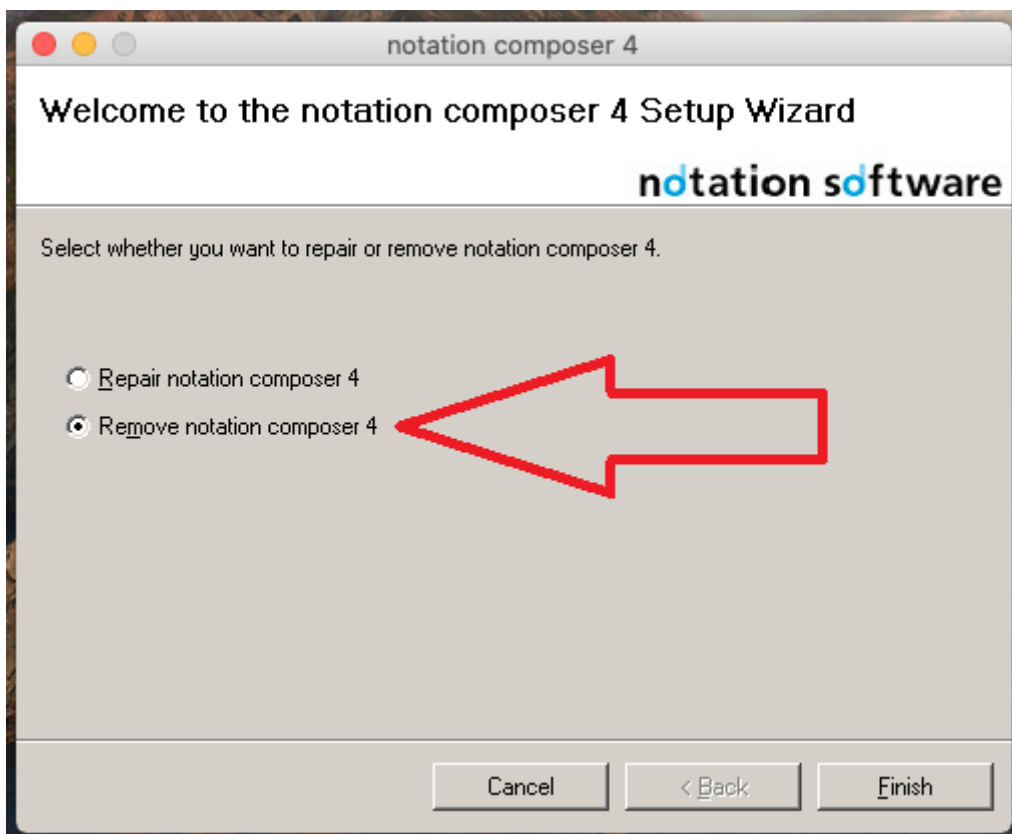 notation composer 4
Welcome to the notation composer 4 Setup Wizard
notation software
Select whether you want to repair or remove notation composer 4.
Repair notation composer 4
Remove notation composer 4
Cancel
< Back
Finish